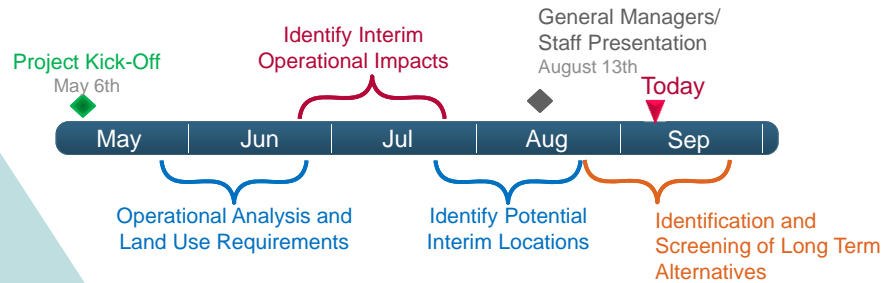 Project Kick-Off
May 6th
Identify Interim
Operational Impacts
General Managers/
Staff Presentation
August 13th
Today
May
Jun
Jul
Aug
Sep
Operational Analysis and
Land Use Requirements
Identify Potential
Interim Locations
Identification and
Screening of Long Term
Alternatives